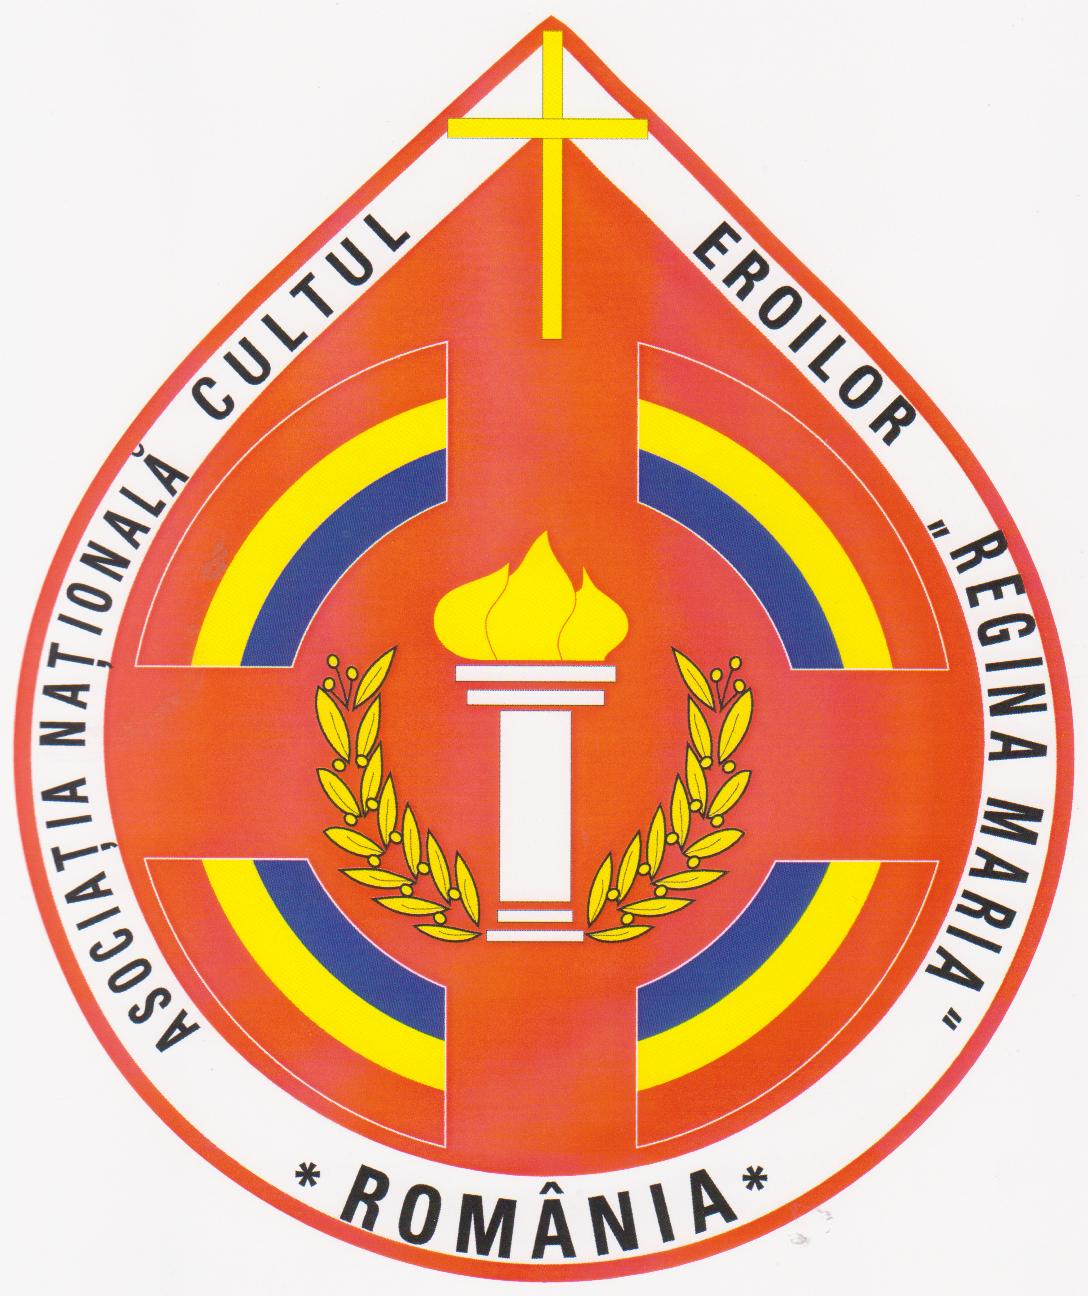 ASOCIAȚIA NAȚIONALĂ CULTUL EROILOR „REGINA MARIA”
* ROMÂNIA *